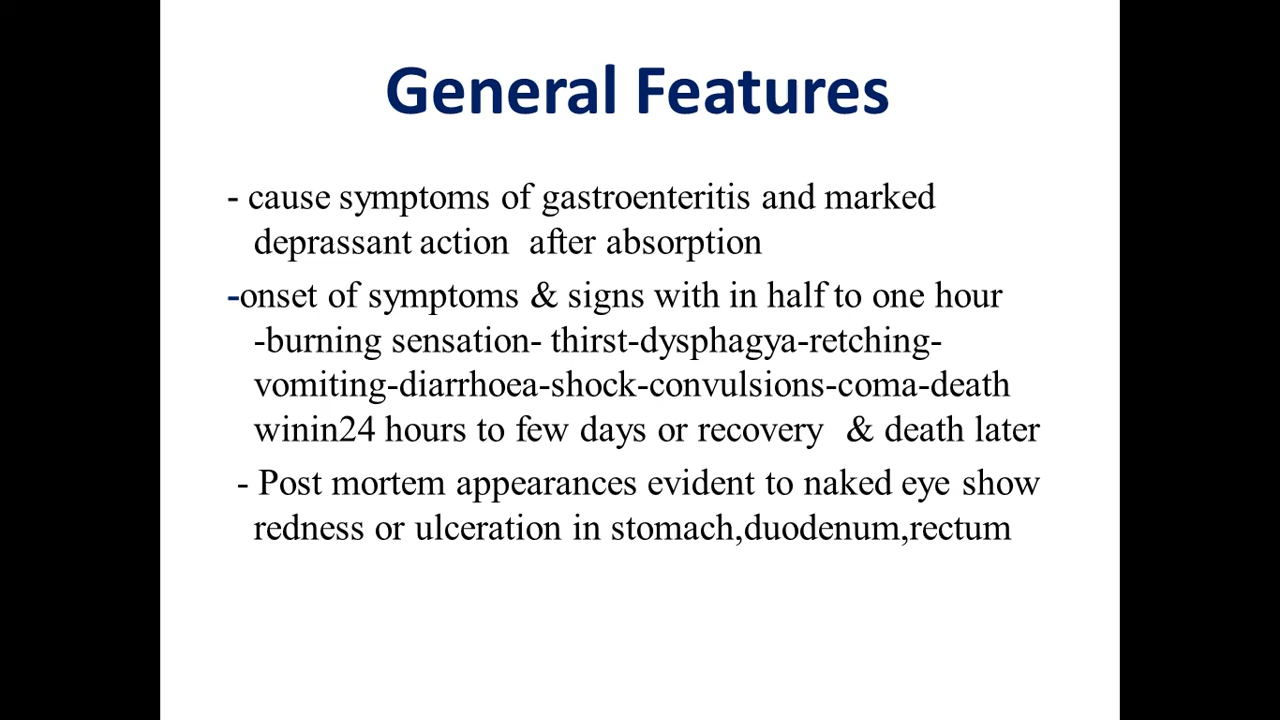 General Features
- cause symptoms of gastroenteritis and marked
deprassant action after absorption
-onset of symptoms & signs with in half to one hour
-burning sensation- thirst-dysphagya-retching-
vomiting-diarrhoea-shock-convulsions-coma-death
winin24 hours to few days or recovery & death later
- Post mortem appearances evident to naked eye show
redness or ulceration in stomach,duodenum,rectum